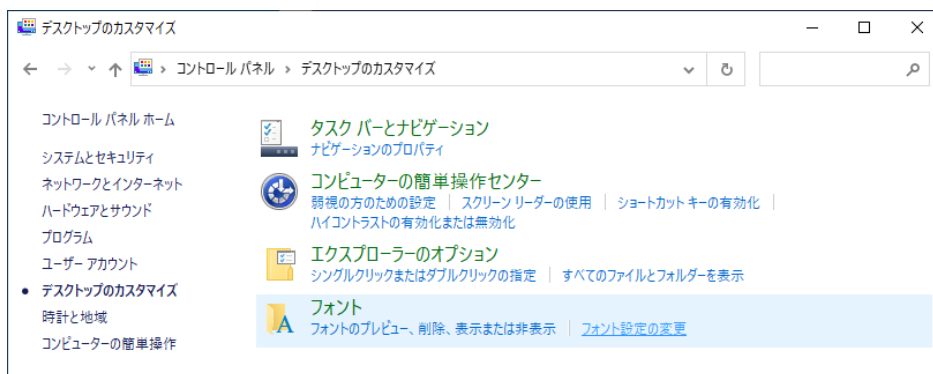 デスクトップのカスタマイズ
コントロール パネル › デスクトップのカスタマイズ
コントロール パネル ホーム
システムとセキュリティ
ネットワークとインターネット
ハードウェアとサウンド
プログラム
ユーザー アカウント
デスクトップのカスタマイズ
時計と地域
コンピューターの簡単操作
タスク バーとナビゲーション
ナビゲーションのプロパティ
コンピューターの簡単操作センター
弱視の方のための設定 | スクリーン リーダーの使用 | ショートカット キーの有効化 |
ハイコントラストの有効化または無効化
エクスプローラーのオプション
シングルクリックまたはダブルクリックの指定 | すべてのファイルとフォルダーを表示
フォント
フォントのプレビュー、削除、表示または非表示 | フォント設定の変更